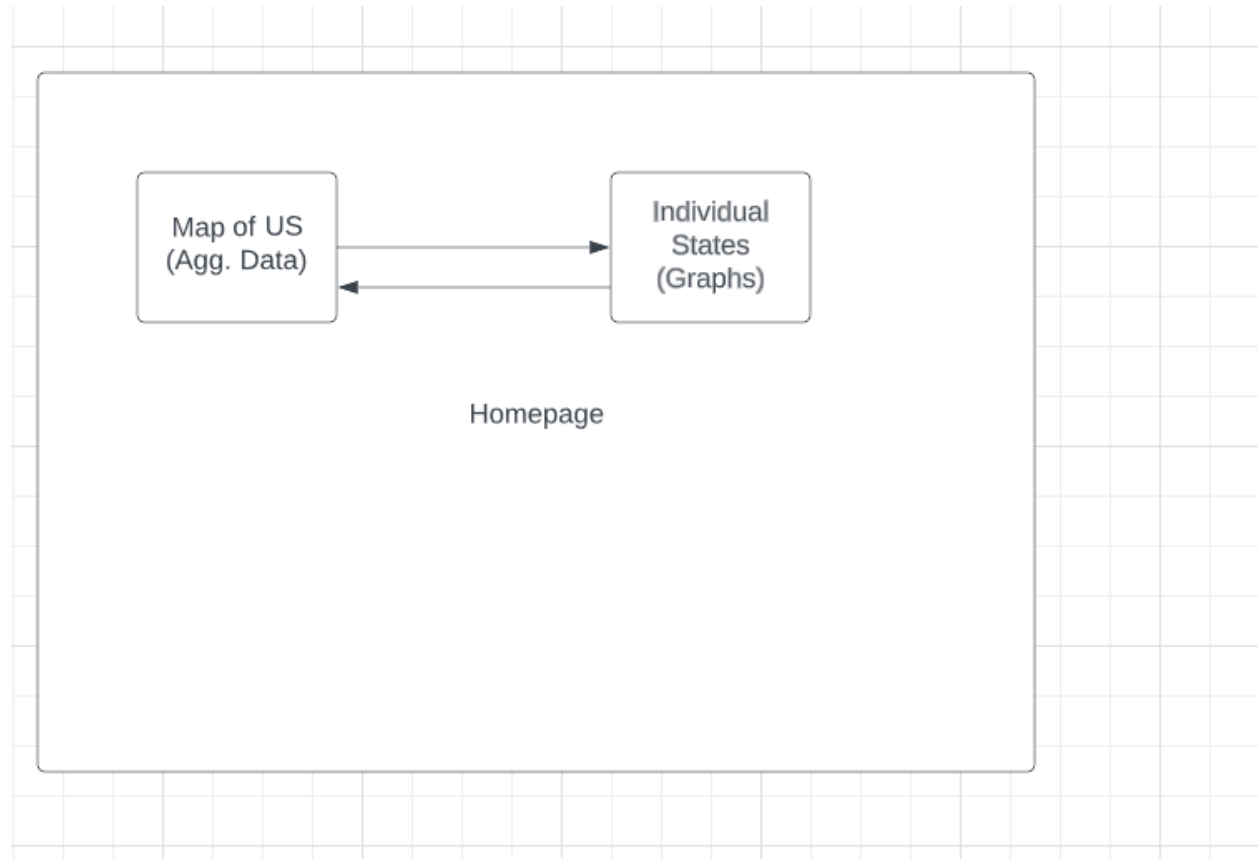 Map of US
(Agg. Data)
Individual
States
(Graphs)
Homepage